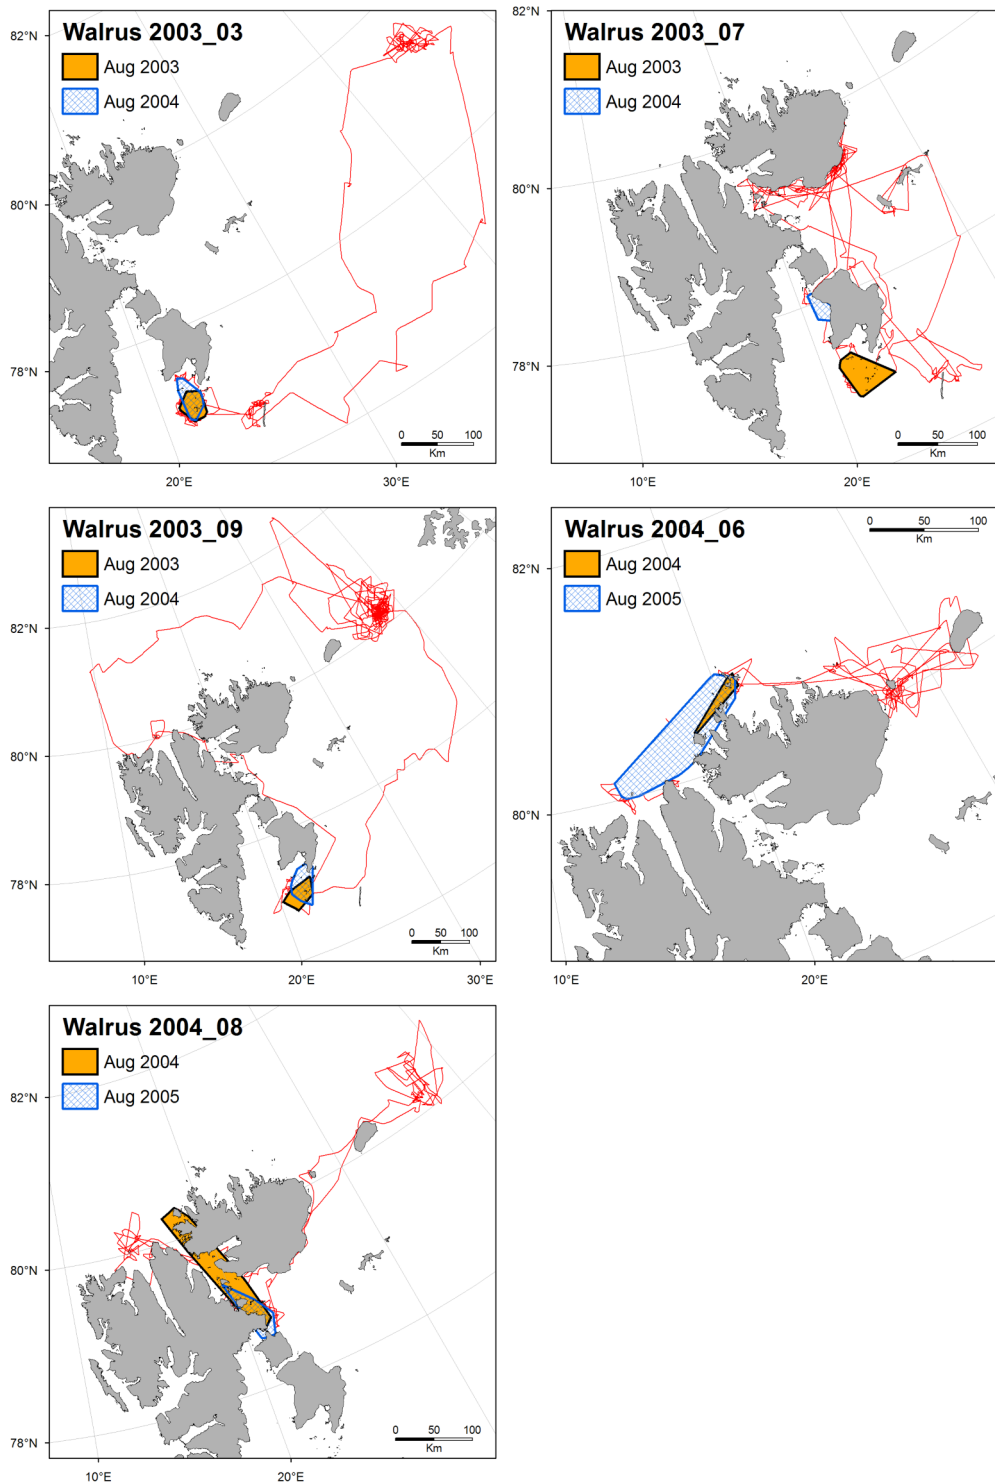 Walrus 2003_03
Aug 2003
Aug 2004
82°N
80°N
78°N
0 50 100
Km
20°E
30°E
Walrus 2003_07
Aug 2003
Aug 2004
82°N
80°N
78°N
0 50 100
Km
10°E
20°E
Walrus 2003_09
Aug 2003
Aug 2004
82°N
80°N
78°N
0 50 100
Km
10°E
20°E
30°E
Walrus 2004_06
Aug 2004
Aug 2005
0 50 100
Km
82°N
80°N
10°E
20°E
Walrus 2004_08
Aug 2004
Aug 2005
82°N
80°N
78°N
0 50 100
Km
10°E
20°E